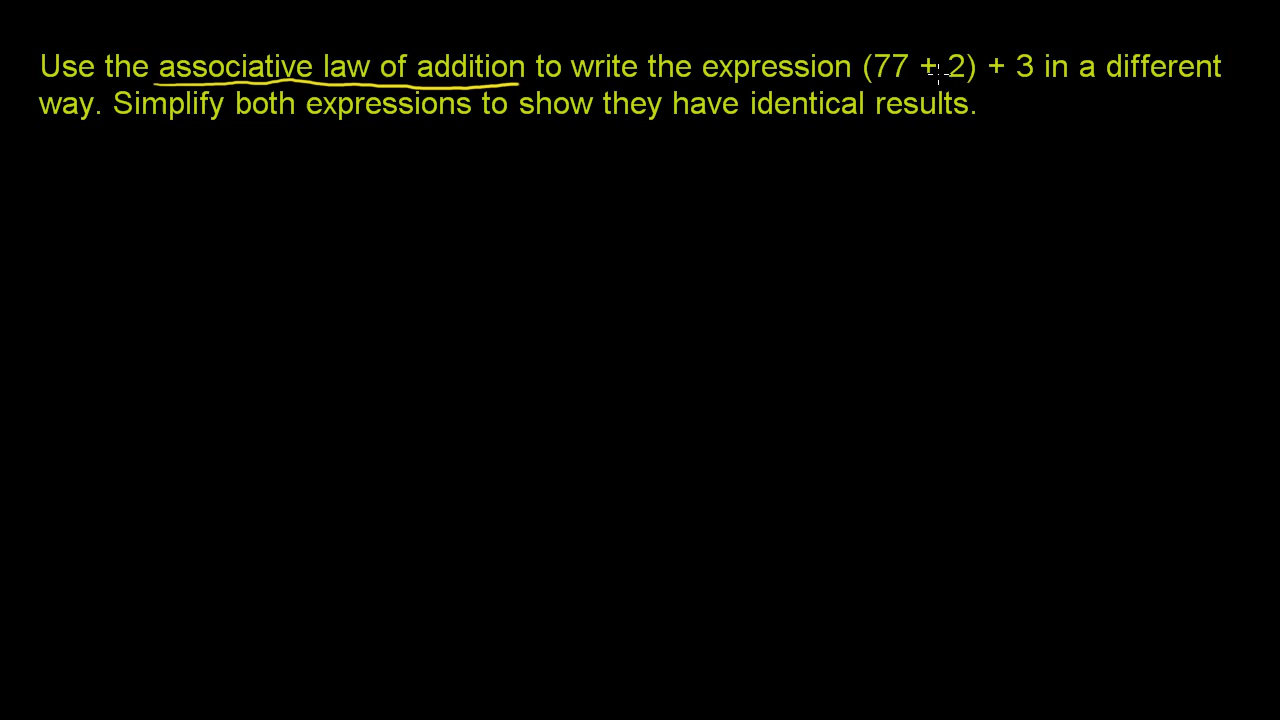 Use the associative law of addition to write the expression (77 + 2) + 3 in a different
way. Simplify both expressions to show they have identical results.